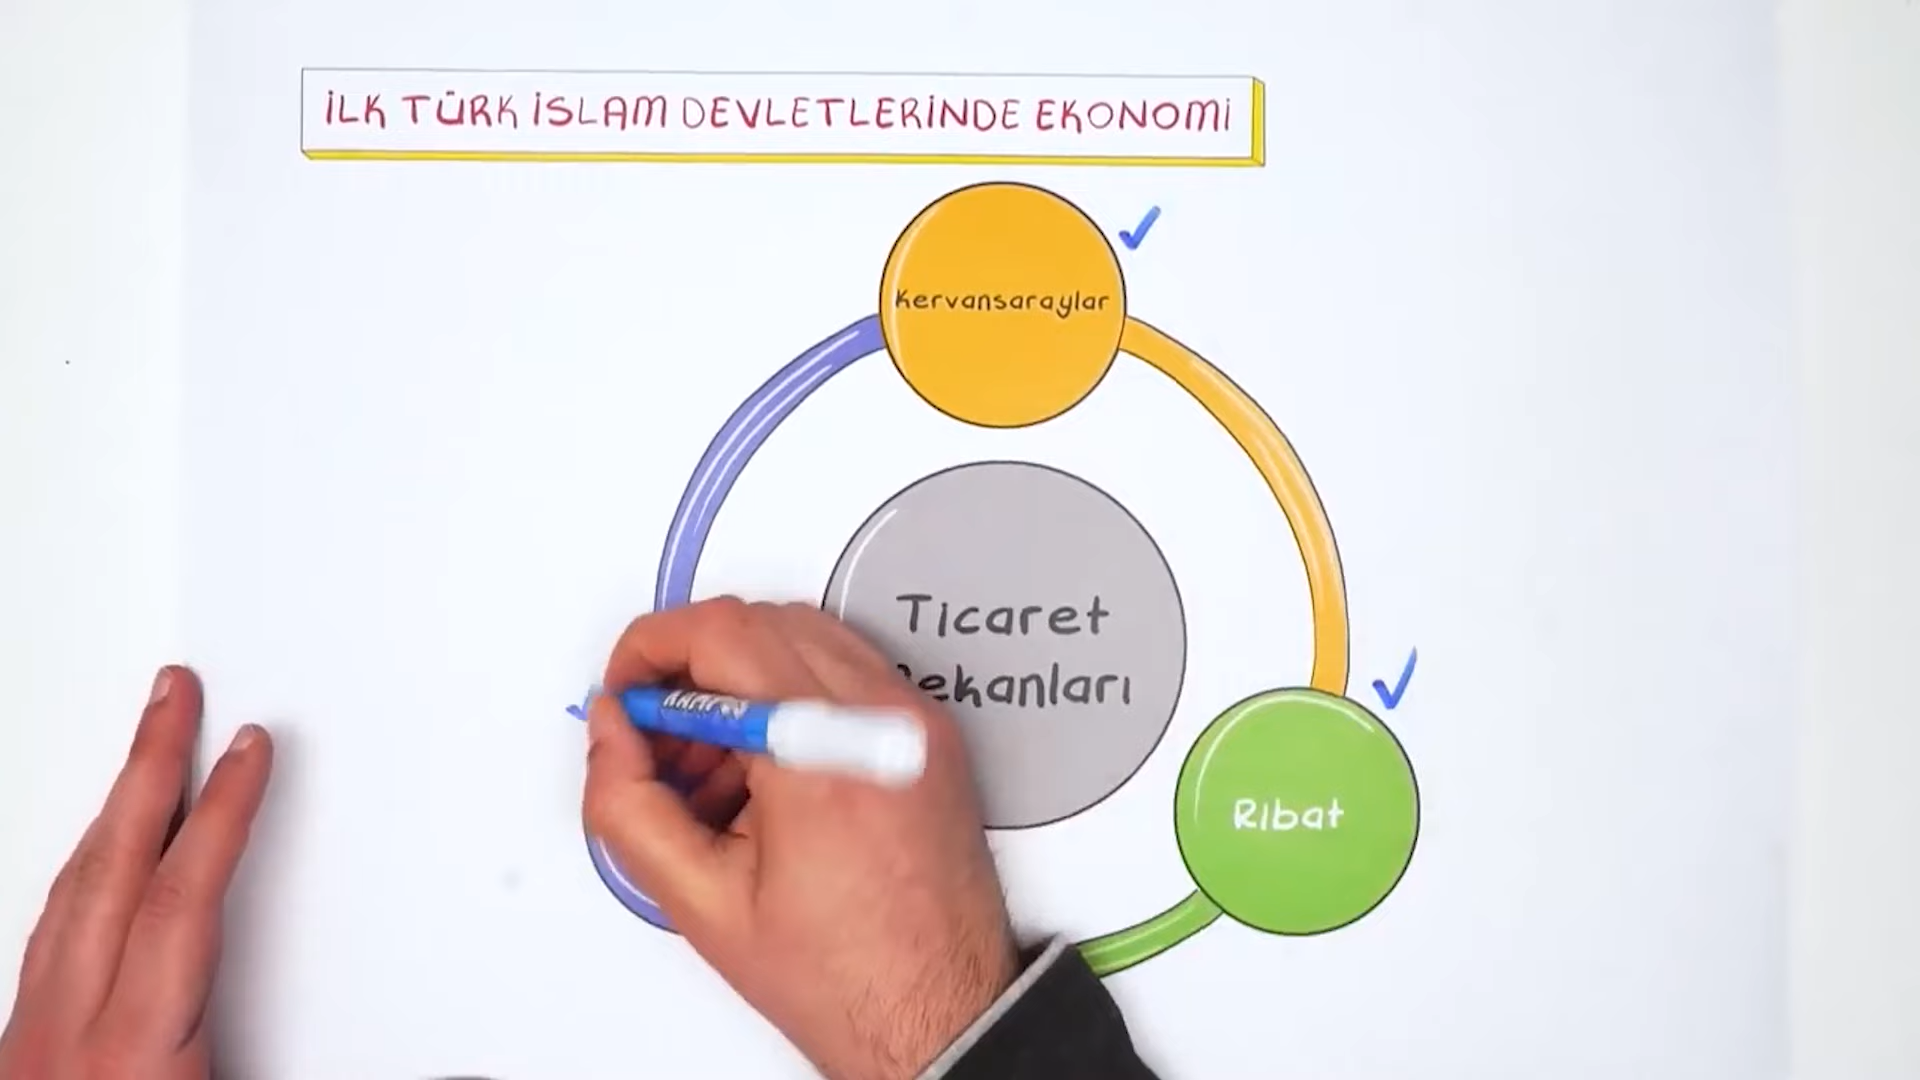 İLK TÜRK İSLAM DEVLETLERİNDE EKONOMİ
Kervansaraylar
Ticaret
Ribat